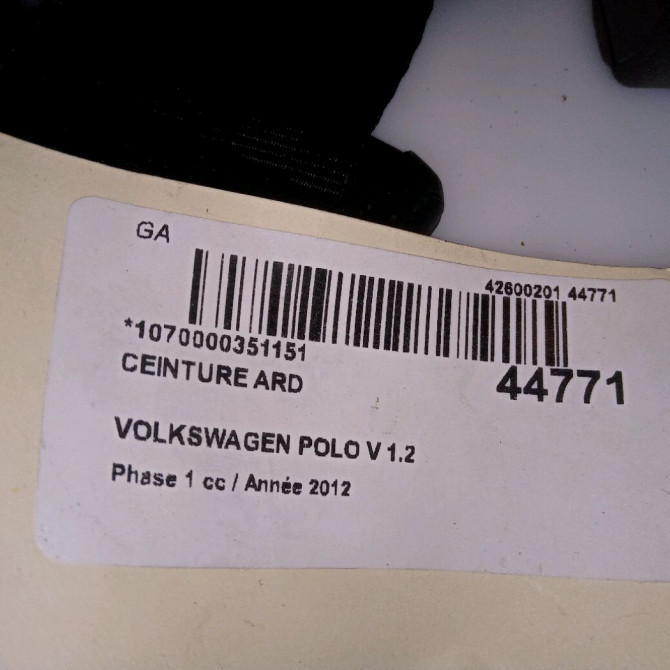 GA
42600201 44771
*1070000351151
CEINTURE ARD
44771
VOLKSWAGEN POLO V 1.2
Phase 1 cc / Année 2012